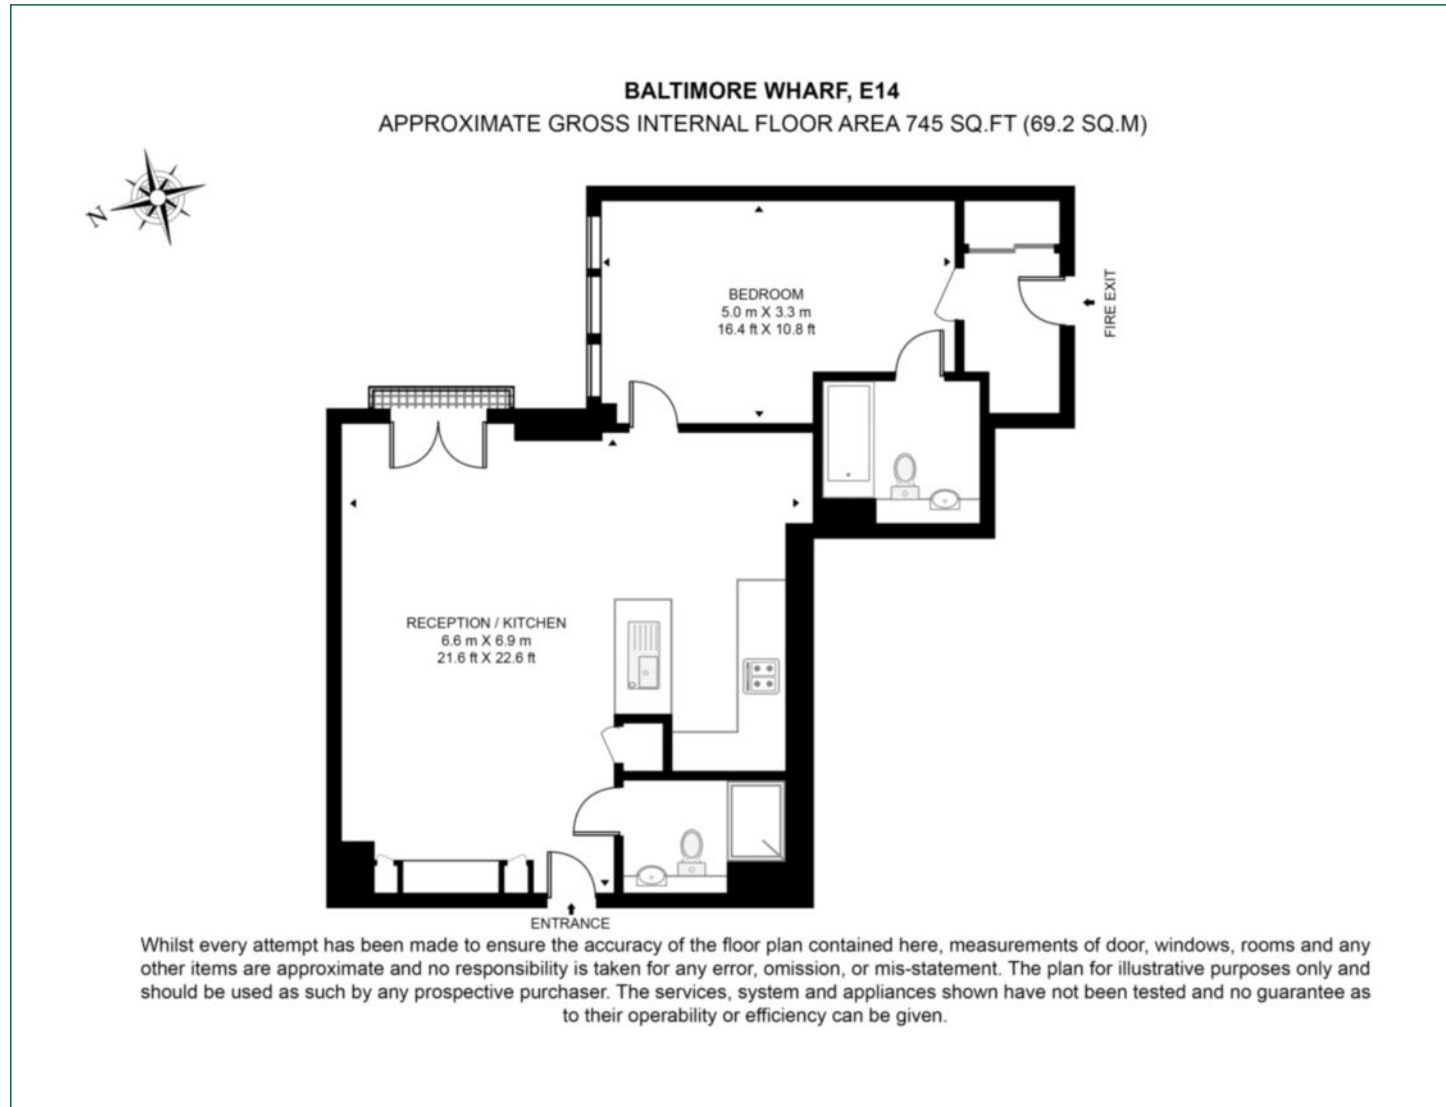 BALTIMORE WHARF, E14
APPROXIMATE GROSS INTERNAL FLOOR AREA 745 SQ.FT (69.2 SQ.M)
N
BEDROOM
5.0 m X 3.3 m
16.4 ft X 10.8 ft
FIRE EXIT
RECEPTION / KITCHEN
6.6 m X 6.9 m
21.6 ft X 22.6 ft
ENTRANCE
Whilst every attempt has been made to ensure the accuracy of the floor plan contained here, measurements of door, windows, rooms and any
other items are approximate and no responsibility is taken for any error, omission, or mis-statement. The plan for illustrative purposes only and
should be used as such by any prospective purchaser. The services, system and appliances shown have not been tested and no guarantee as
to their operability or efficiency can be given.